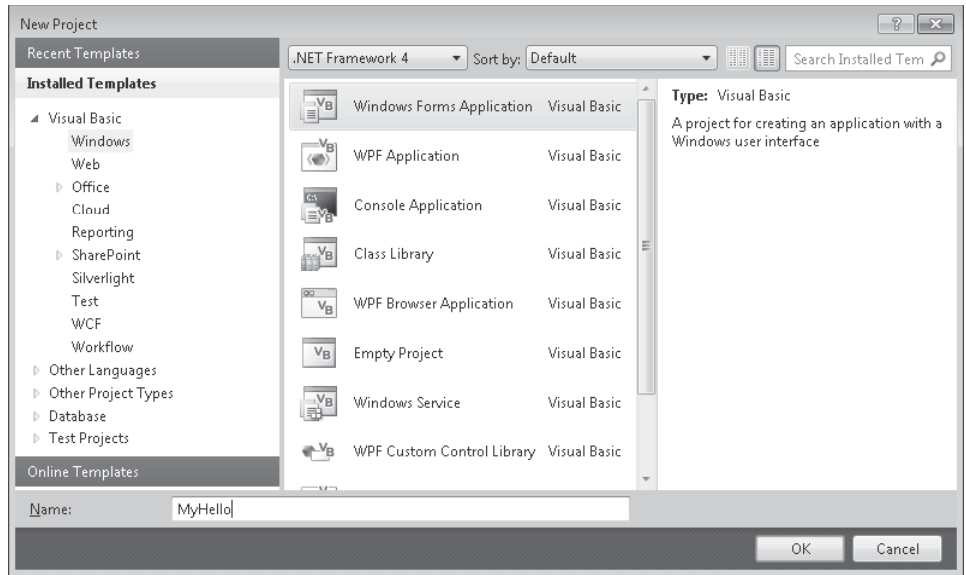 New Project
Recent Templates
Installed Templates
Visual Basic
Windows
Web
Office
Cloud
Reporting
SharePoint
Silverlight
Test
WCF
Workflow
Other Languages
Other Project Types
Database
Test Projects
Online Templates
.NET Framework 4
Sort by: Default
Search Installed Tem
Windows Forms Application Visual Basic
WPF Application Visual Basic
Console Application Visual Basic
Class Library Visual Basic
WPF Browser Application Visual Basic
Empty Project Visual Basic
Windows Service Visual Basic
WPF Custom Control Library Visual Basic
Type: Visual Basic
A project for creating an application with a
Windows user interface
Name: MyHello
OK Cancel